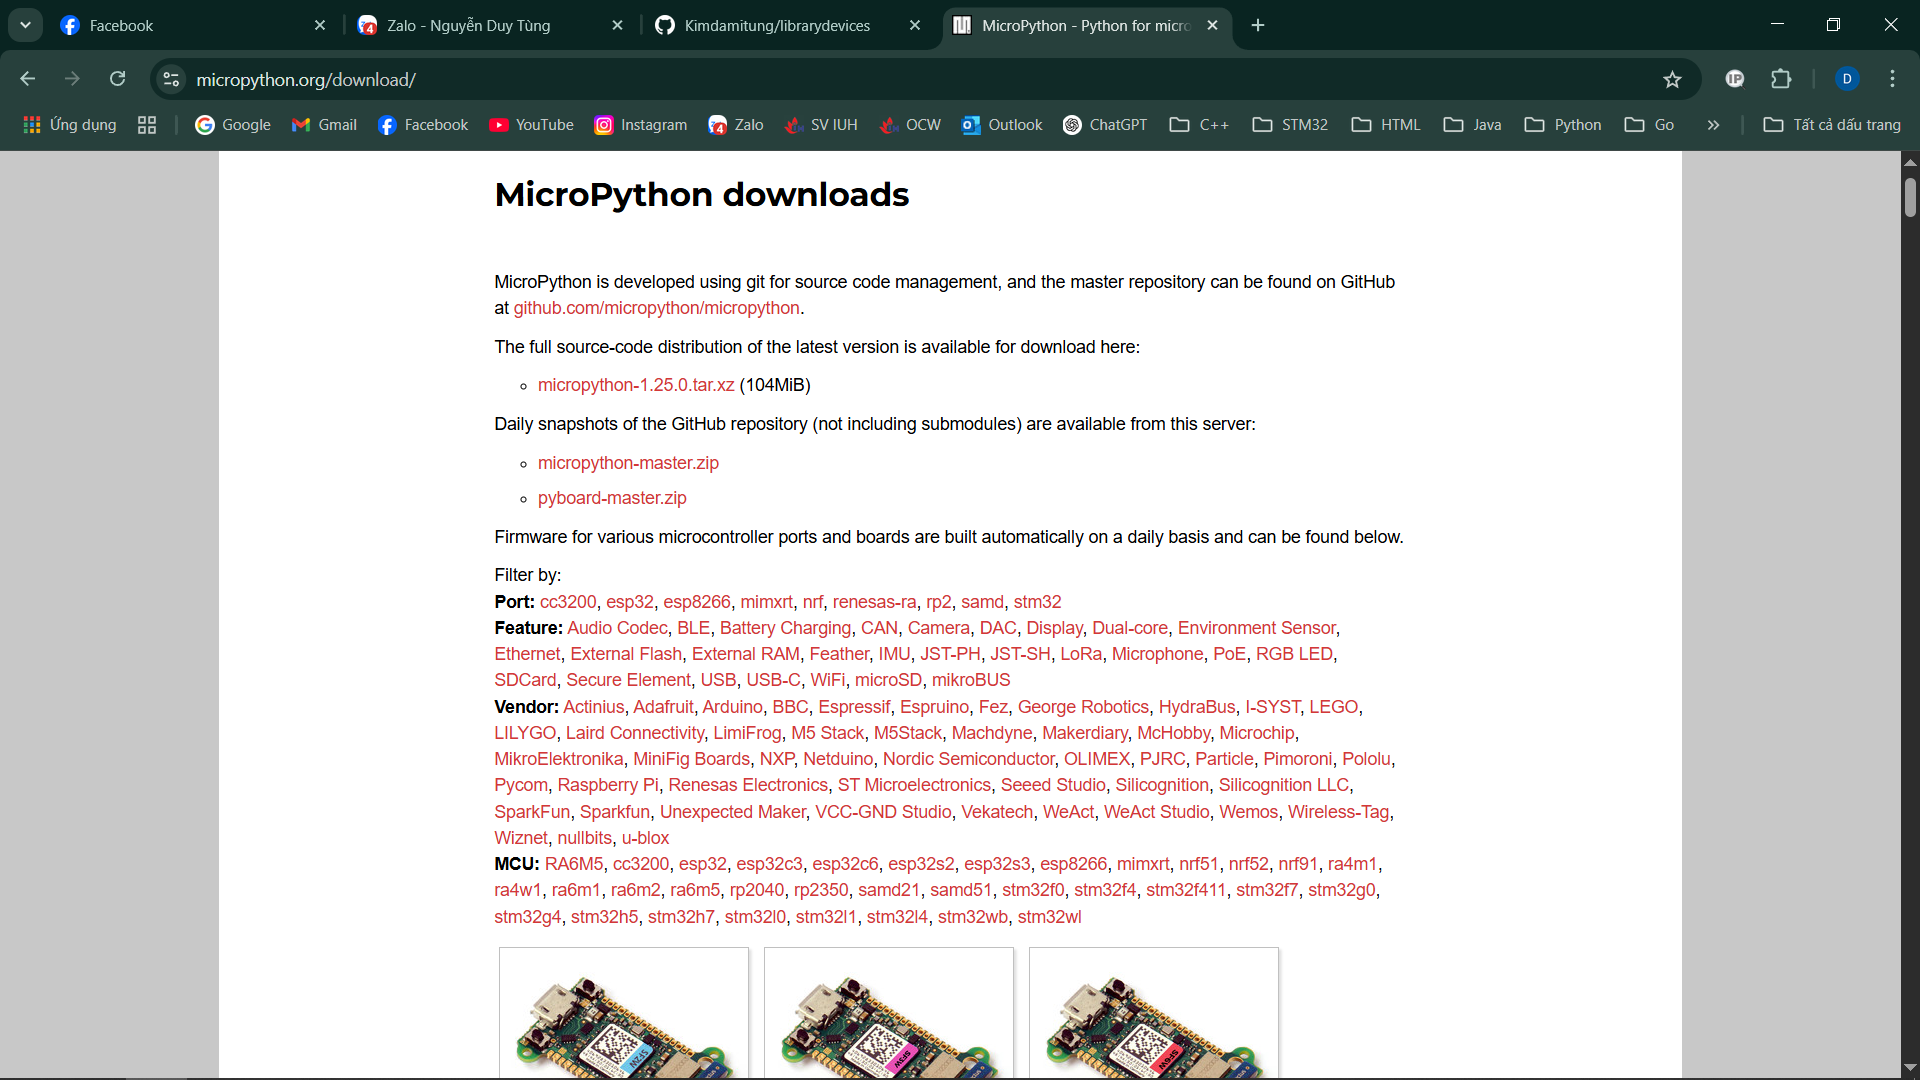 Facebook
Zalo - Nguyễn Duy Tùng
Kimdamitung/librarydevices
MicroPython - Python for micro
micropython.org/download/
D
Ứng dụng
Google
Gmail
Facebook
YouTube
Instagram
Zalo
SV IUH
OCW
Outlook
ChatGPT
C++
STM32
HTML
Java
Python
Go
Tất cả dấu trang
MicroPython downloads
MicroPython is developed using git for source code management, and the master repository can be found on GitHub
at github.com/micropython/micropython.
The full source-code distribution of the latest version is available for download here:
micropython-1.25.0.tar.xz (104MiB)
Daily snapshots of the GitHub repository (not including submodules) are available from this server:
micropython-master.zip
pyboard-master.zip
Firmware for various microcontroller ports and boards are built automatically on a daily basis and can be found below.
Filter by:
Port: cc3200, esp32, esp8266, mimxrt, nrf, renesas-ra, rp2, samd, stm32
Feature: Audio Codec, BLE, Battery Charging, CAN, Camera, DAC, Display, Dual-core, Environment Sensor,
Ethernet, External Flash, External RAM, Feather, IMU, JST-PH, JST-SH, LoRa, Microphone, PoE, RGB LED,
SDCard, Secure Element, USB, USB-C, WiFi, microSD, mikroBUS
Vendor: Actinius, Adafruit, Arduino, BBC, Espressif, Espruino, Fez, George Robotics, HydraBus, I-SYST, LEGO,
LILYGO, Laird Connectivity, LimiFrog, M5 Stack, M5Stack, Machdyne, Makerdiary, McHobby, Microchip,
MikroElektronika, MiniFig Boards, NXP, Netduino, Nordic Semiconductor, OLIMEX, PJRC, Particle, Pimoroni, Pololu,
Pycom, Raspberry Pi, Renesas Electronics, ST Microelectronics, Seeed Studio, Silicognition, Silicognition LLC,
SparkFun, Sparkfun, Unexpected Maker, VCC-GND Studio, Vekatech, WeAct, WeAct Studio, Wemos, Wireless-Tag,
Wiznet, nullbits, u-blox
MCU: RA6M5, cc3200, esp32, esp32c3, esp32c6, esp32s2, esp32s3, esp8266, mimxrt, nrf51, nrf52, nrf91, ra4m1,
ra4w1, ra6m1, ra6m2, ra6m5, rp2040, rp2350, samd21, samd51, stm32f0, stm32f4, stm32f411, stm32f7, stm32g0,
stm32g4, stm32h5, stm32h7, stm32l0, stm32l1, stm32l4, stm32wb, stm32wl
SF2W
SF3W
SF6W